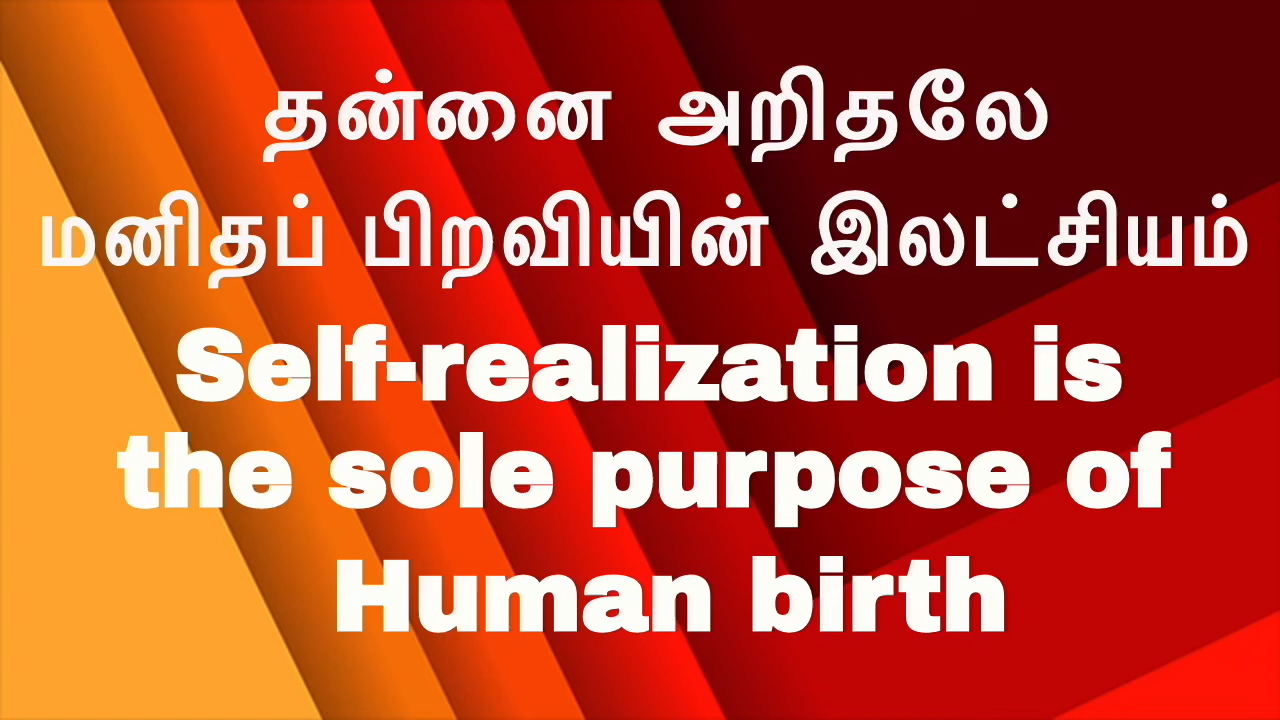 தன்னை அறிதலே
மனிதப் பிறவியின் இலட்சியம்
Self-realization is
the sole purpose of
Human birth